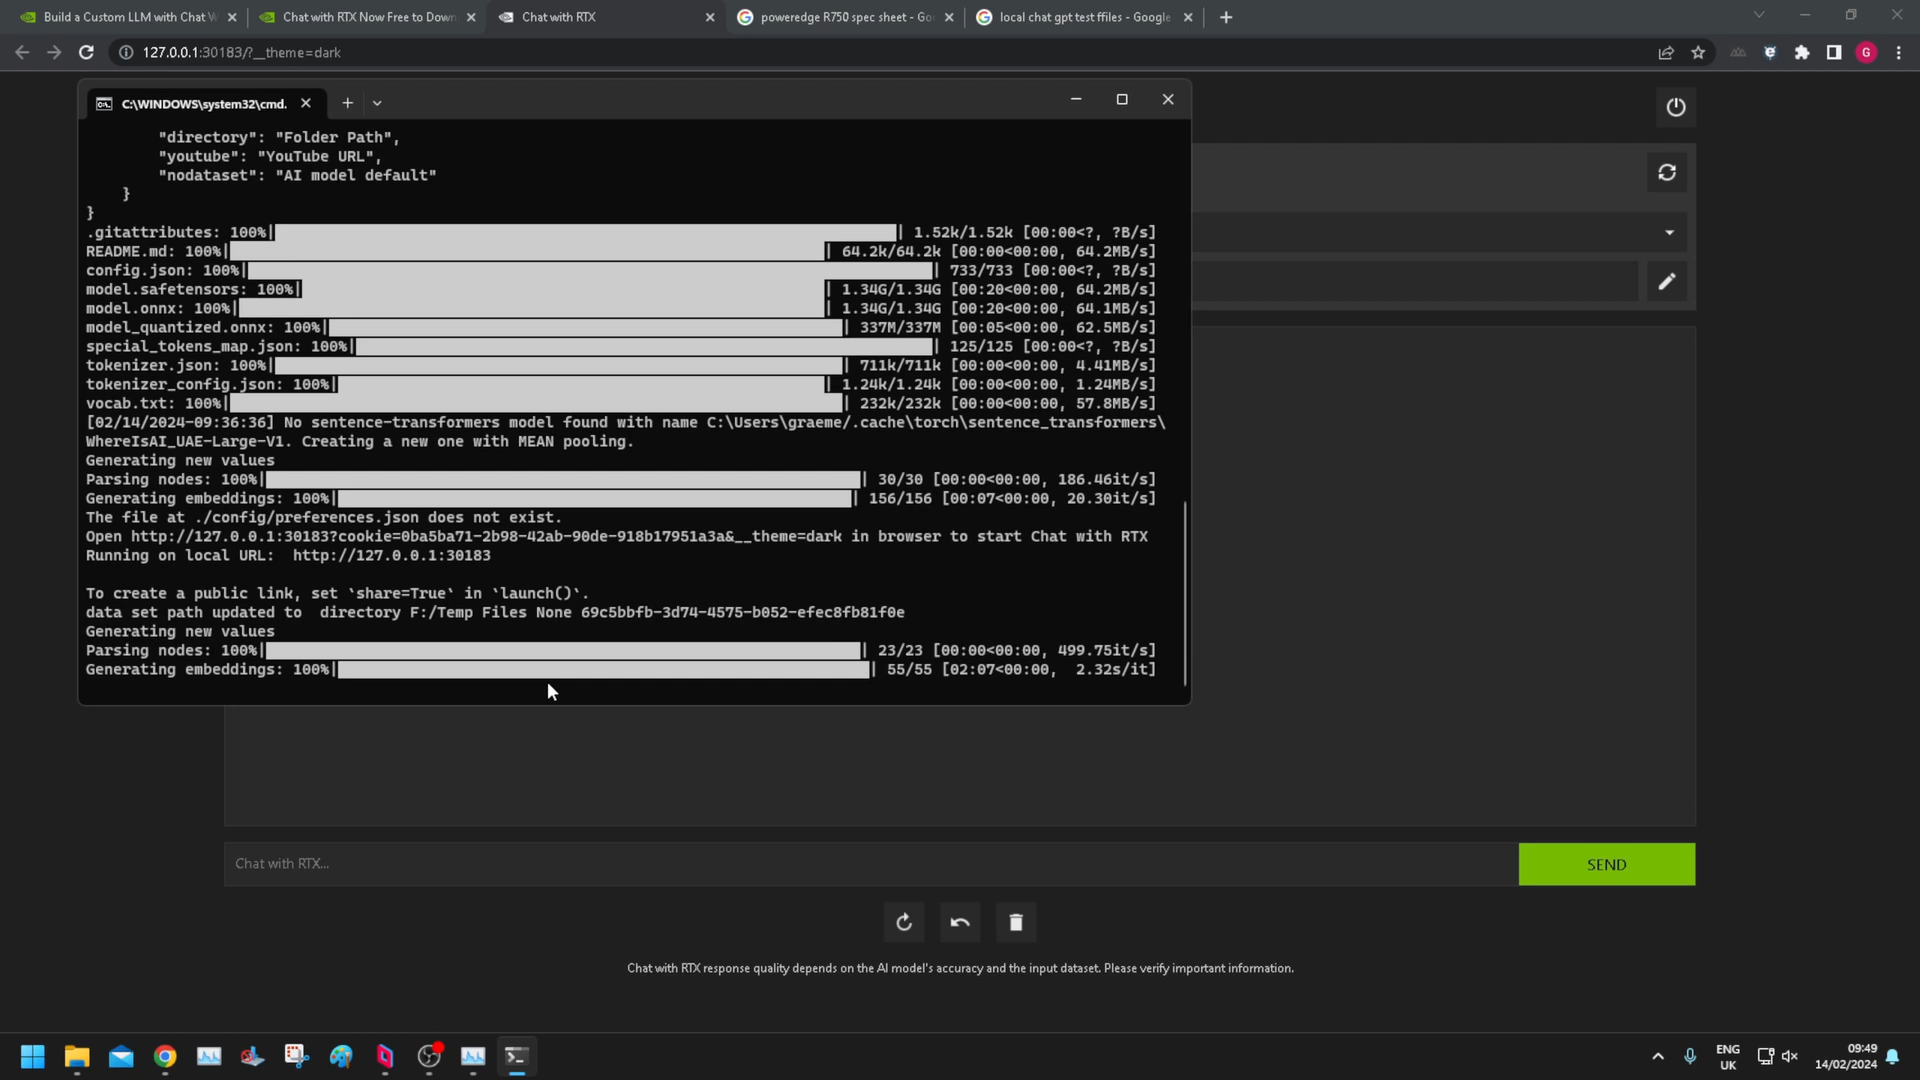 Build a Custom LLM with Chat W
Chat with RTX Now Free to Down
Chat with RTX
poweredge R750 spec sheet - Go
local chat gpt test ffiles - Google
127.0.0.1:30183/?__theme=dark
G
C:\WINDOWS\system32\cmd.
"directory": "Folder Path",
"youtube": "YouTube URL",
"nodataset": "AI model default"
}
}
.gitattributes: 100%| | 1.52k/1.52k [00:00<?, ?B/s]
README.md: 100%| | 64.2k/64.2k [00:00<00:00, 64.2MB/s]
config.json: 100%| | 733/733 [00:00<?, ?B/s]
model.safetensors: 100%| | 1.34G/1.34G [00:20<00:00, 64.2MB/s]
model.onnx: 100%| | 1.34G/1.34G [00:20<00:00, 64.1MB/s]
model_quantized.onnx: 100%| | 337M/337M [00:05<00:00, 62.5MB/s]
special_tokens_map.json: 100%| | 125/125 [00:00<?, ?B/s]
tokenizer.json: 100%| | 711k/711k [00:00<00:00, 4.41MB/s]
tokenizer_config.json: 100%| | 1.24k/1.24k [00:00<00:00, 1.24MB/s]
vocab.txt: 100%| | 232k/232k [00:00<00:00, 57.8MB/s]
[02/14/2024-09:36:36] No sentence-transformers model found with name C:\Users\graeme/.cache\torch\sentence_transformers\
WhereIsAI_UAE-Large-V1. Creating a new one with MEAN pooling.
Generating new values
Parsing nodes: 100%| | 30/30 [00:00<00:00, 186.46it/s]
Generating embeddings: 100%| | 156/156 [00:07<00:00, 20.30it/s]
The file at ./config/preferences.json does not exist.
Open http://127.0.0.1:30183?cookie=0ba5ba71-2b98-42ab-90de-918b17951a3a&__theme=dark in browser to start Chat with RTX
Running on local URL:  http://127.0.0.1:30183
To create a public link, set `share=True` in `launch()`.
data set path updated to  directory F:/Temp Files None 69c5bbfb-3d74-4575-b052-efec8fb81f0e
Generating new values
Parsing nodes: 100%| | 23/23 [00:00<00:00, 499.75it/s]
Generating embeddings: 100%| | 55/55 [02:07<00:00,  2.32s/it]
Chat with RTX...
SEND
Chat with RTX response quality depends on the AI model's accuracy and the input dataset. Please verify important information.
ENG
UK
09:49
14/02/2024